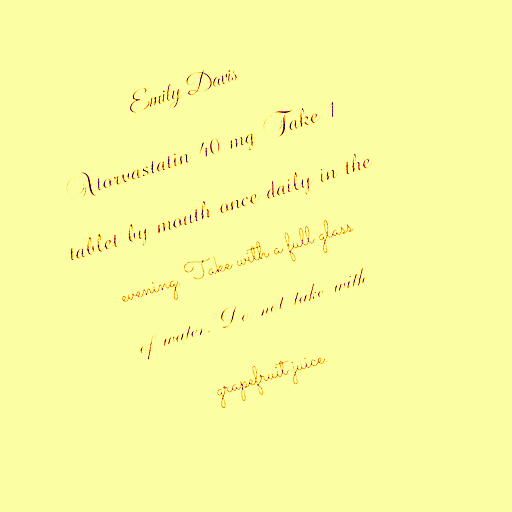 Emily Davis
Atorvastatin 40 mg Take 1
tablet by mouth once daily in the
evening. Take with a full glass
of water. Do not take with
grapefruit juice.